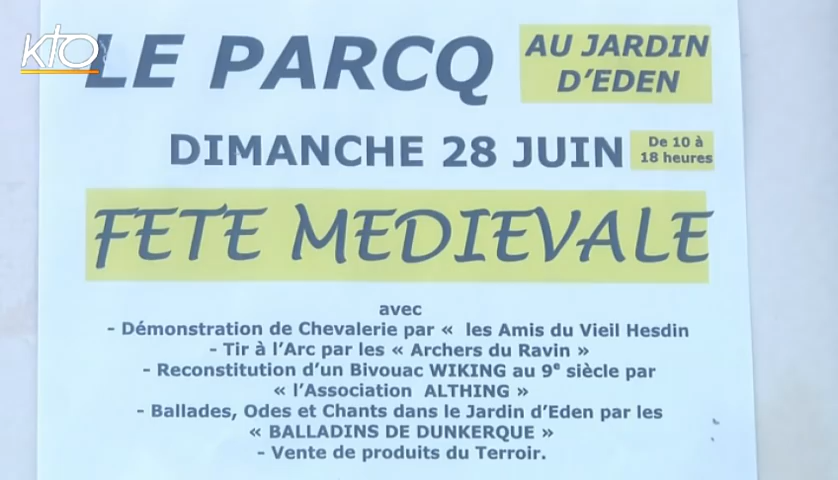 KTO
LE PARCQ
AU JARDIN
D'EDEN
DIMANCHE 28 JUIN
De 10 à
18 heures
FETE MEDIEVALE
avec
- Démonstration de Chevalerie par « les Amis du Vieil Hesdin
- Tir à l'Arc par les « Archers du Ravin »
- Reconstitution d'un Bivouac WIKING au 9e siècle par
« l'Association ALTHING »
- Ballades, Odes et Chants dans le Jardin d'Eden par les
« BALLADINS DE DUNKERQUE »
- Vente de produits du Terroir.